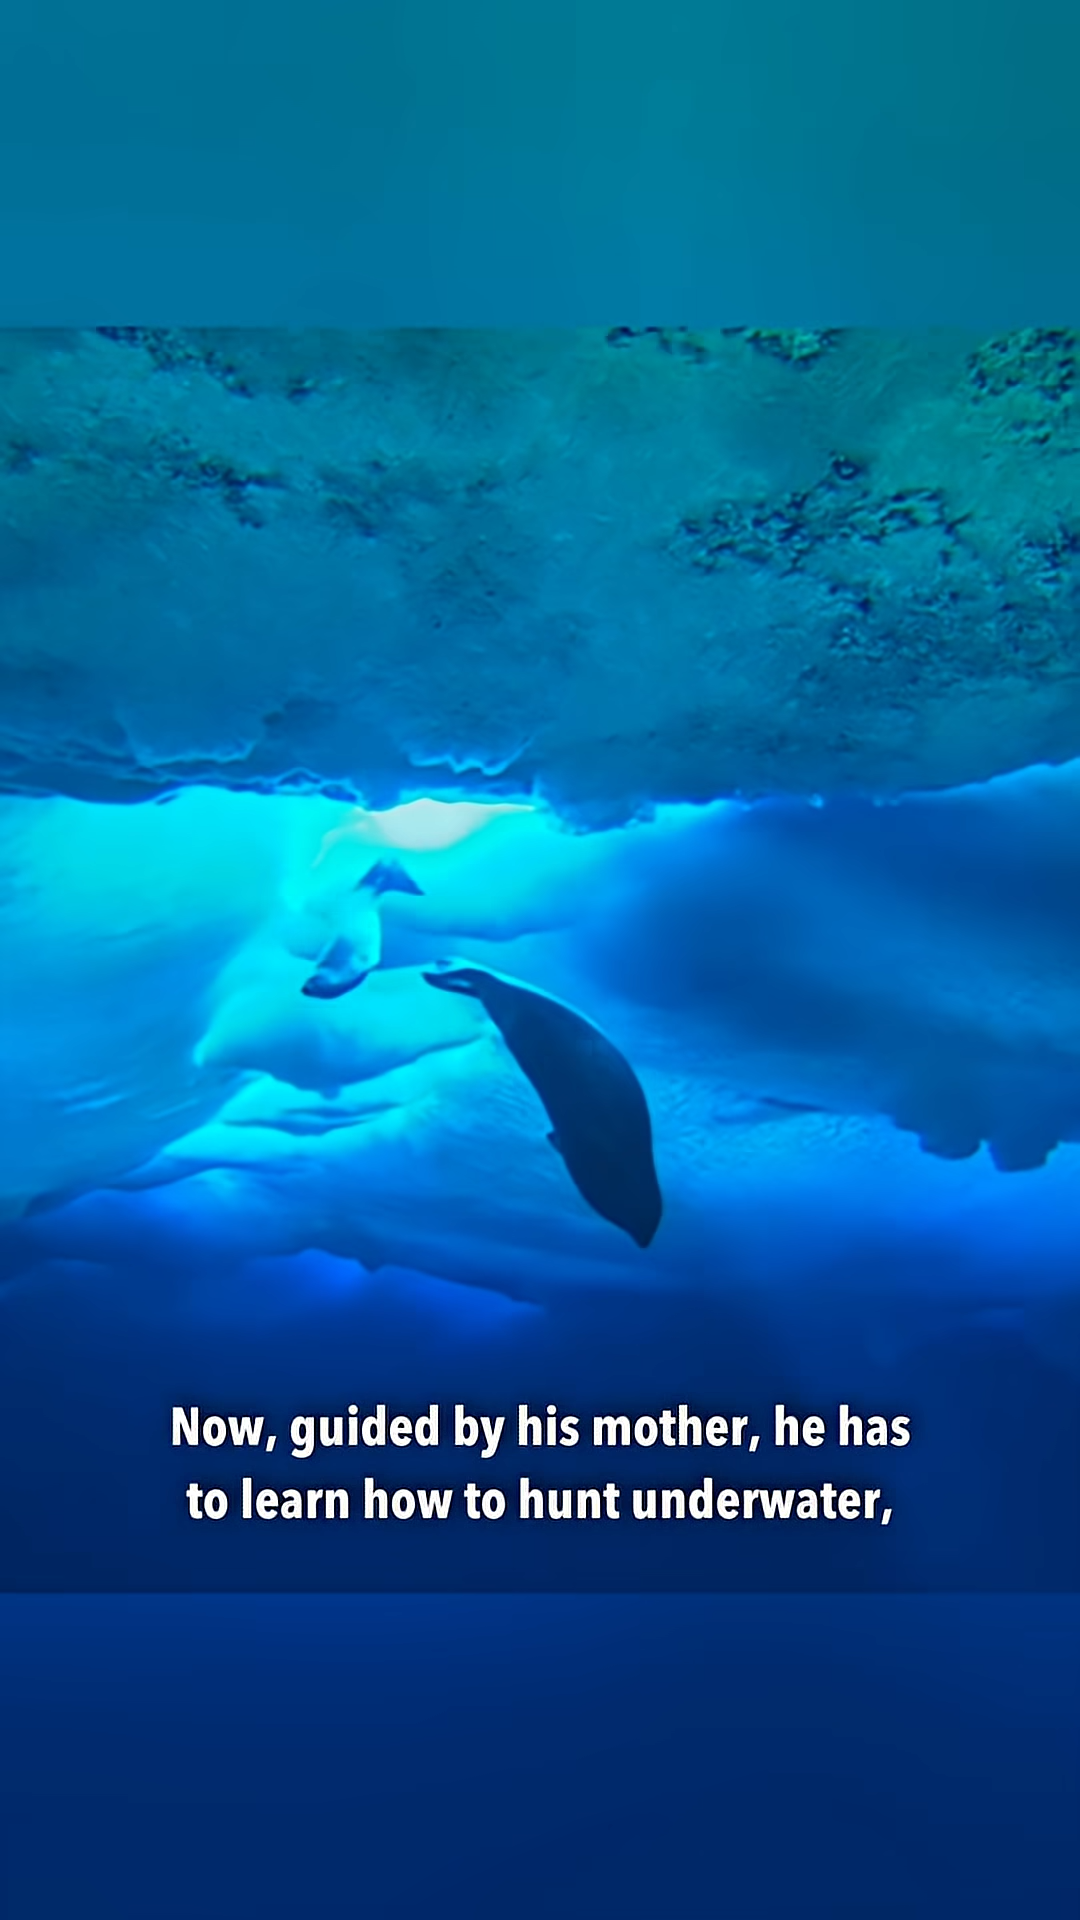 Now, guided by his mother, he has
to learn how to hunt underwater,